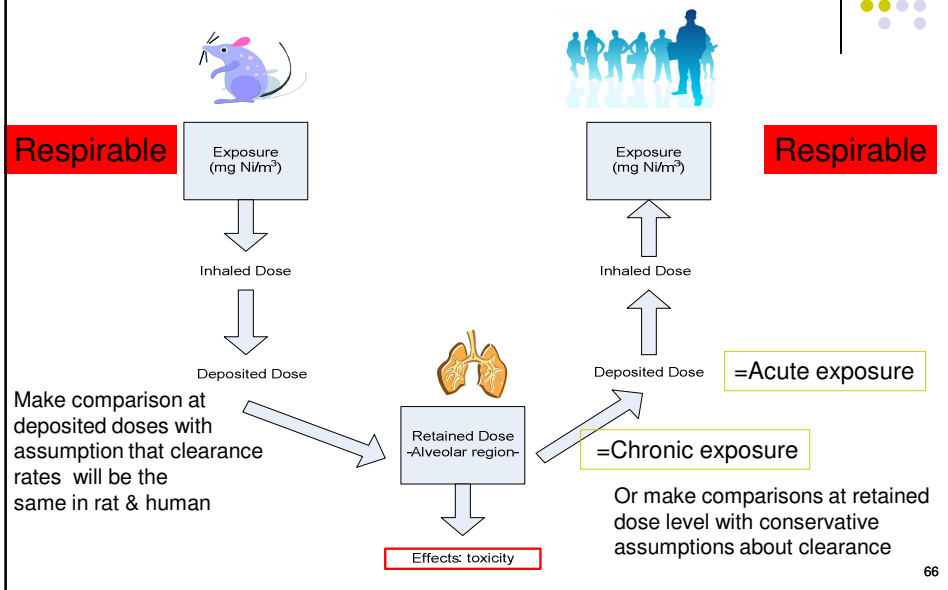 Respirable
Exposure
(mg Ni/m³)
Inhaled Dose
Deposited Dose
Make comparison at
deposited doses with
assumption that clearance
rates will be the
same in rat & human
Retained Dose
-Alveolar region-
Effects: toxicity
Exposure
(mg Ni/m³)
Respirable
Inhaled Dose
Deposited Dose
=Acute exposure
=Chronic exposure
Or make comparisons at retained
dose level with conservative
assumptions about clearance
66